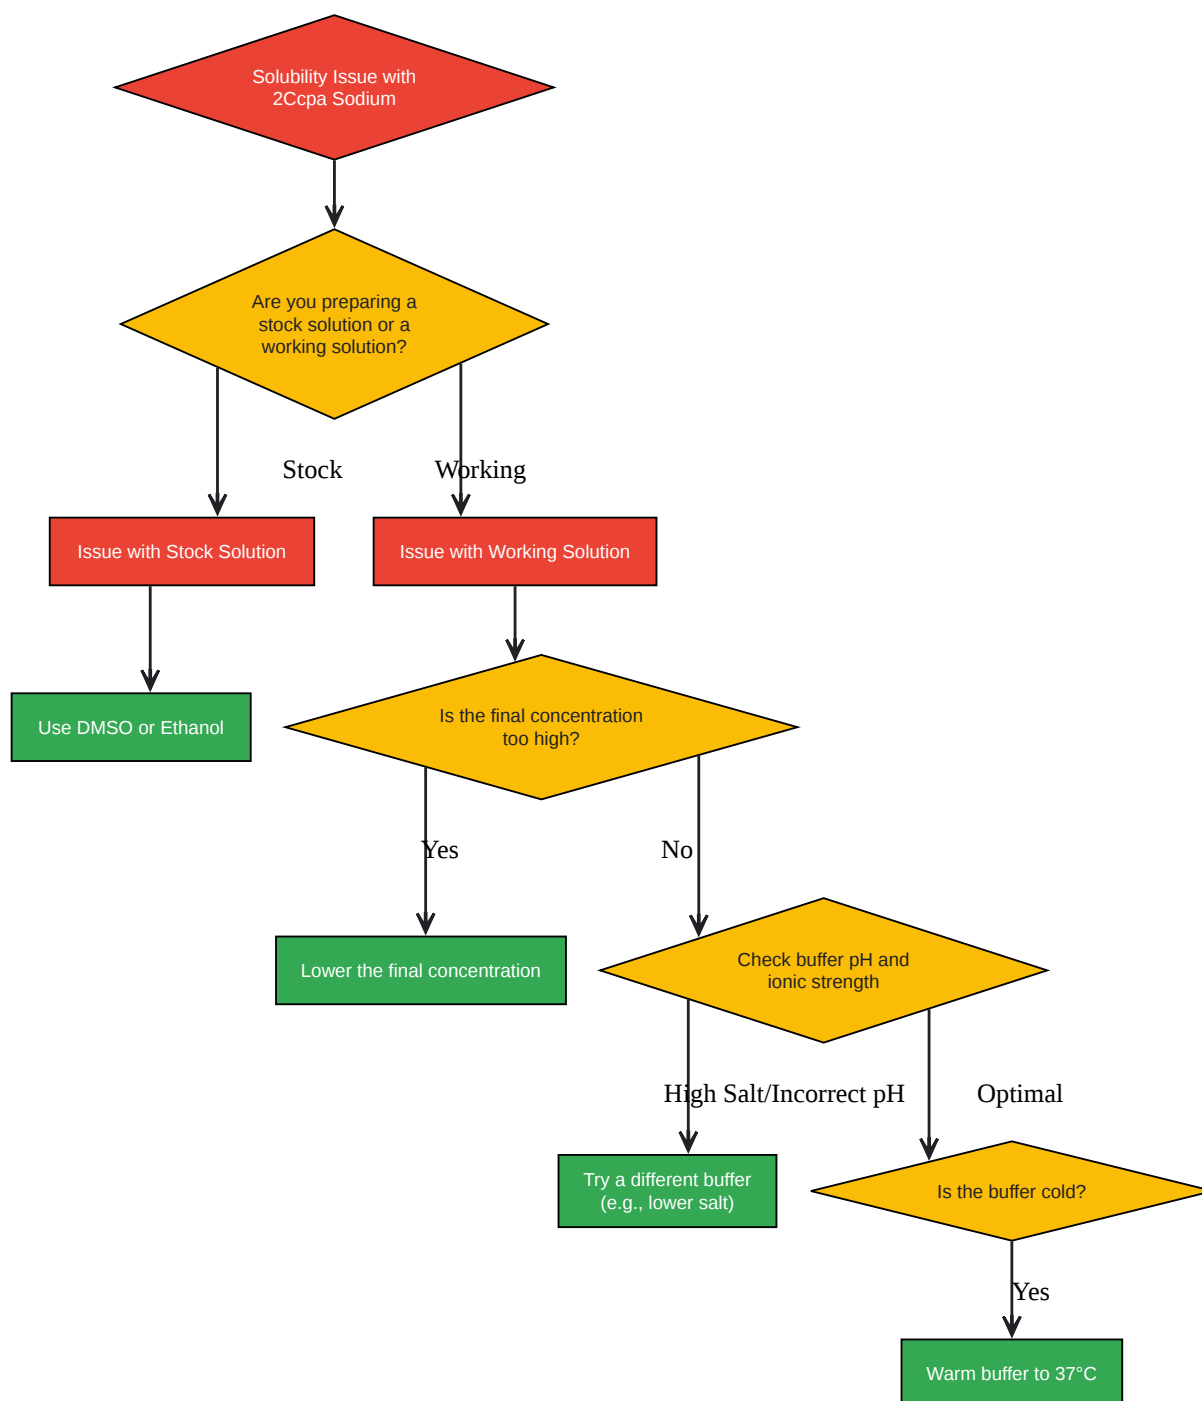 Solubility Issue with
2Ccpa Sodium
Are you preparing a
stock solution or a
working solution?
Stock
Working
Issue with Stock Solution
Issue with Working Solution
Use DMSO or Ethanol
Is the final concentration
too high?
Yes
No
Lower the final concentration
Check buffer pH and
ionic strength
High Salt/Incorrect pH
Optimal
Try a different buffer
(e.g., lower salt)
Is the buffer cold?
Yes
Warm buffer to 37°C